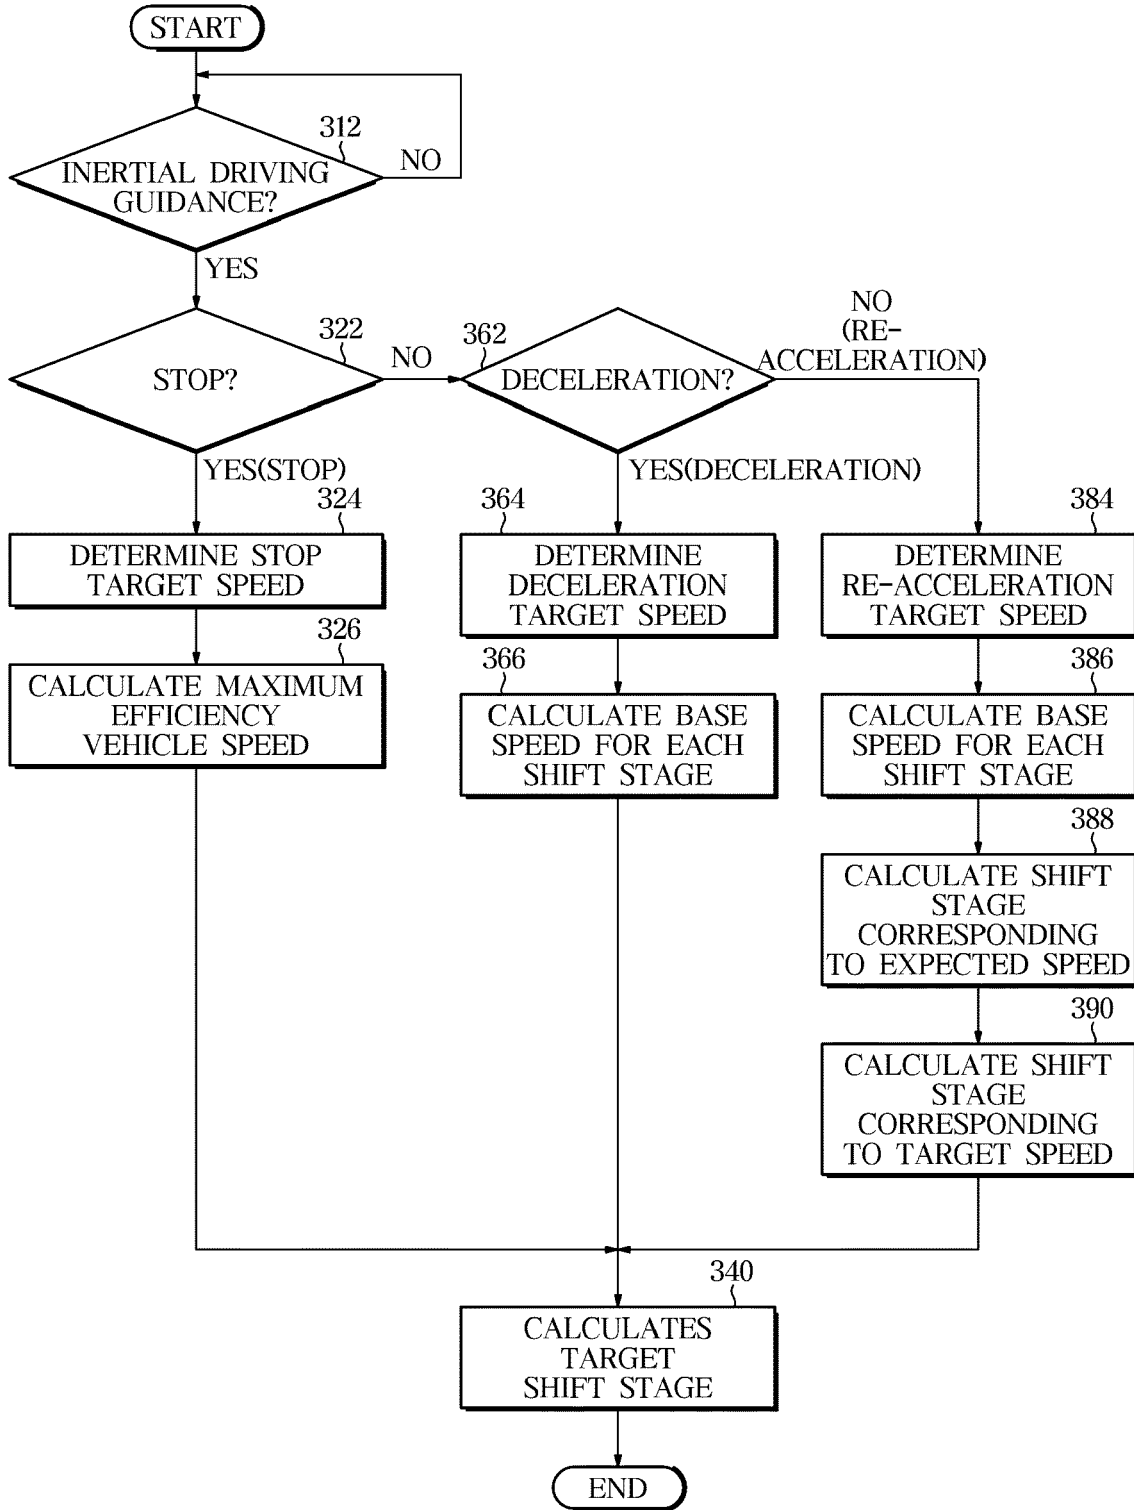 START
312
INERTIAL DRIVING
GUIDANCE?
NO
YES
322
STOP?
NO
YES(STOP)
362
DECELERATION?
NO
(RE-
ACCELERATION)
YES(DECELERATION)
324
DETERMINE STOP
TARGET SPEED
326
CALCULATE MAXIMUM
EFFICIENCY
VEHICLE SPEED
364
DETERMINE
DECELERATION
TARGET SPEED
366
CALCULATE BASE
SPEED FOR EACH
SHIFT STAGE
384
DETERMINE
RE-ACCELERATION
TARGET SPEED
386
CALCULATE BASE
SPEED FOR EACH
SHIFT STAGE
388
CALCULATE SHIFT
STAGE
CORRESPONDING
TO EXPECTED SPEED
390
CALCULATE SHIFT
STAGE
CORRESPONDING
TO TARGET SPEED
340
CALCULATES
TARGET
SHIFT STAGE
END